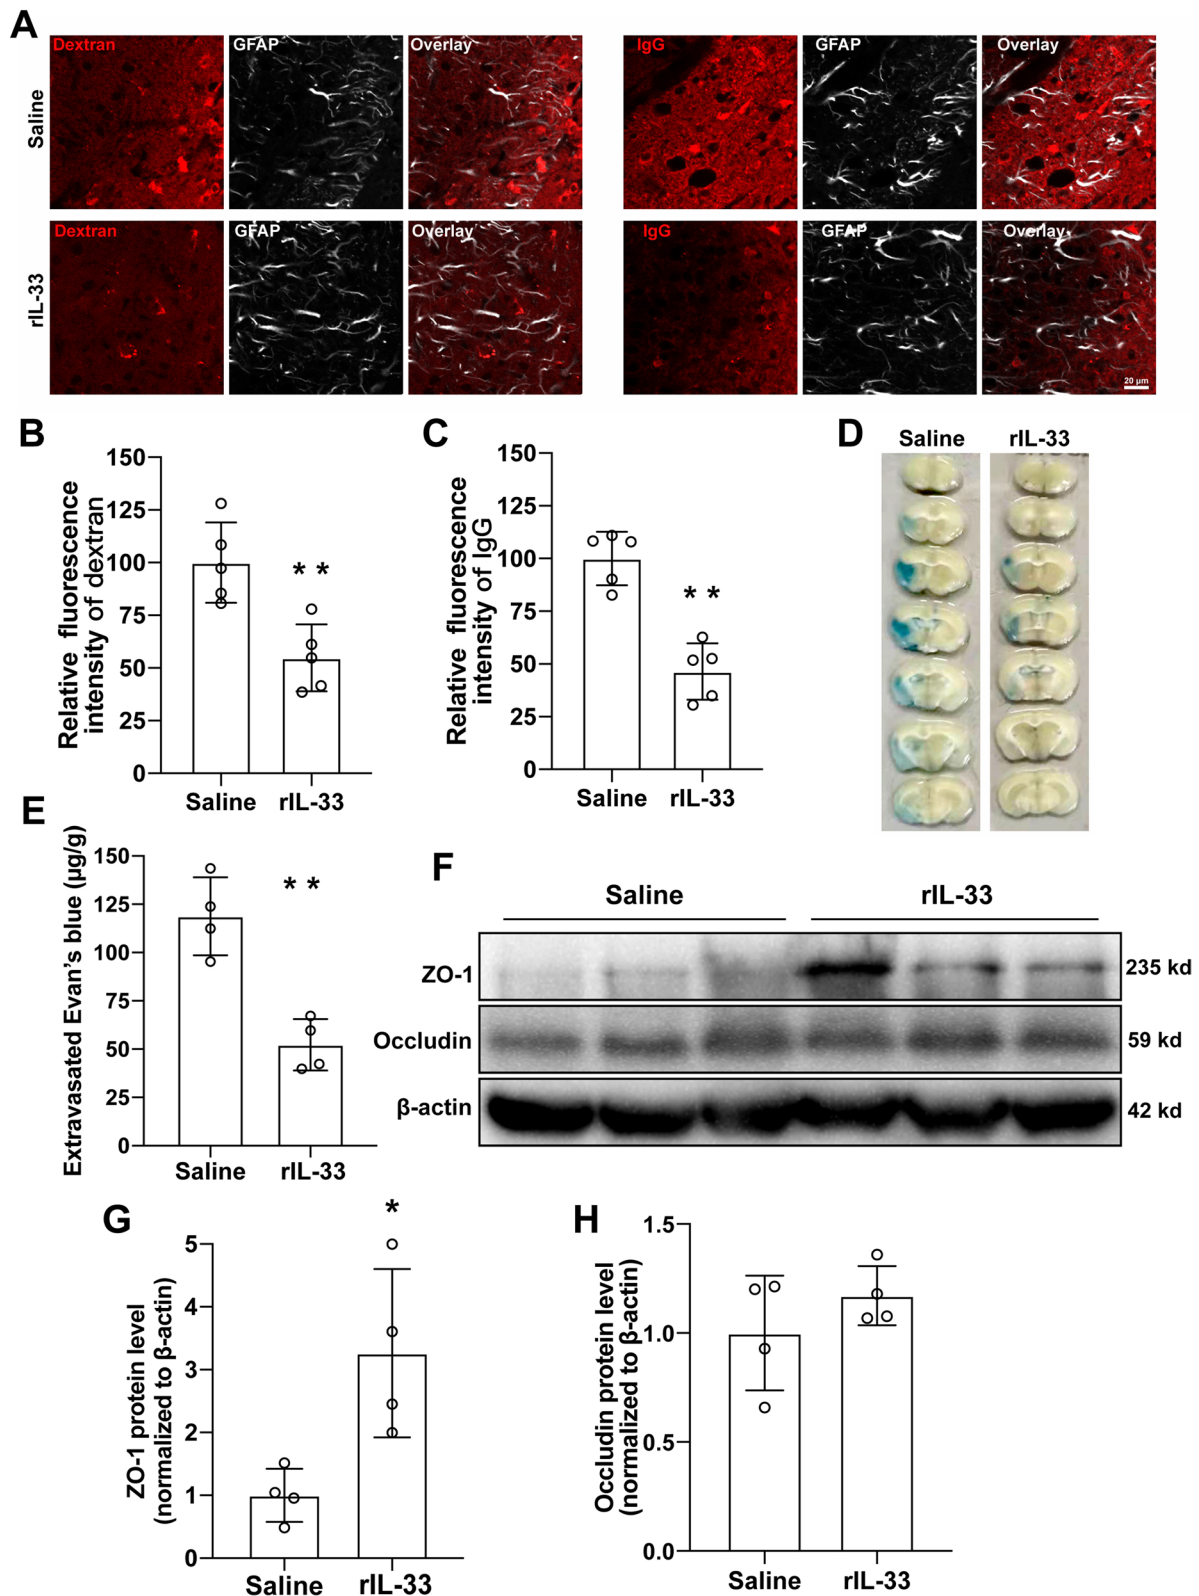 A
Dextran GFAP Overlay IgG GFAP Overlay
Saline
Dextran GFAP Overlay IgG GFAP Overlay
rIL-33
20 μm
B
Relative fluorescence
intensity of dextran
150
125
100
75
50
25
0
* *
Saline rIL-33
C
Relative fluorescence
intensity of IgG
150
125
100
75
50
25
0
* *
Saline rIL-33
D
Saline rIL-33
E
Extravasated Evan's blue (μg/g)
150
125
100
75
50
25
0
* *
Saline rIL-33
F
Saline rIL-33
ZO-1 235 kd
Occludin 59 kd
β-actin 42 kd
G
ZO-1 protein level
(normalized to β-actin)
5
4
3
2
1
0
*
Saline rIL-33
H
Occludin protein level
(normalized to β-actin)
1.5
1.0
0.5
0.0
Saline rIL-33